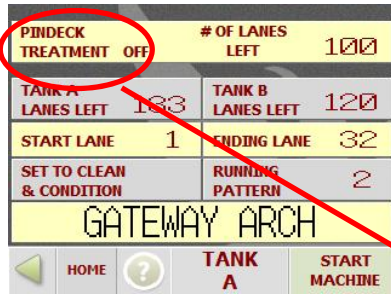 PINDECK
TREATMENT OFF
# OF LANES
LEFT 100
TANK A
LANES LEFT 133
TANK B
LANES LEFT 120
START LANE 1
ENDING LANE 32
SET TO CLEAN
& CONDITION
RUNNING
PATTERN 2
GATEWAY ARCH
HOME
?
TANK
A
START
MACHINE